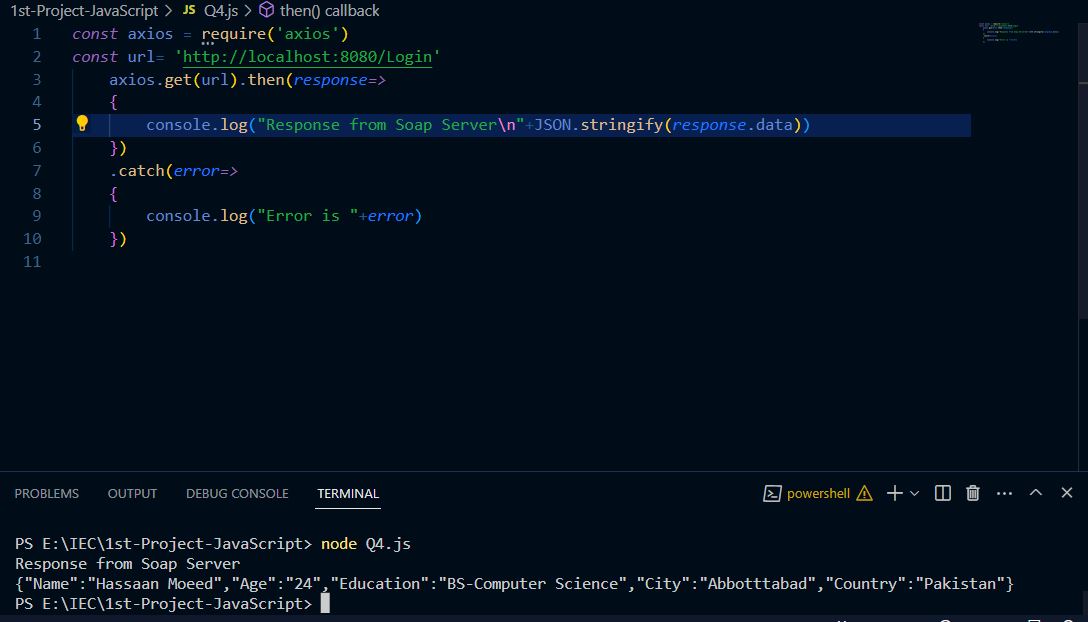 1st-Project-JavaScript > JS Q4.js > then() callback
1 const axios = require('axios')
2 const url= 'http://localhost:8080/Login'
3 axios.get(url).then(response=>
4 {
5 console.log("Response from Soap Server\n"+JSON.stringify(response.data))
6 })
7 .catch(error=>
8 {
9 console.log("Error is "+error)
10 })
11
PROBLEMS OUTPUT DEBUG CONSOLE TERMINAL powershell
PS E:\IEC\1st-Project-JavaScript> node Q4.js
Response from Soap Server
{"Name":"Hassaan Moeed","Age":"24","Education":"BS-Computer Science","City":"Abbotttabad","Country":"Pakistan"}
PS E:\IEC\1st-Project-JavaScript>